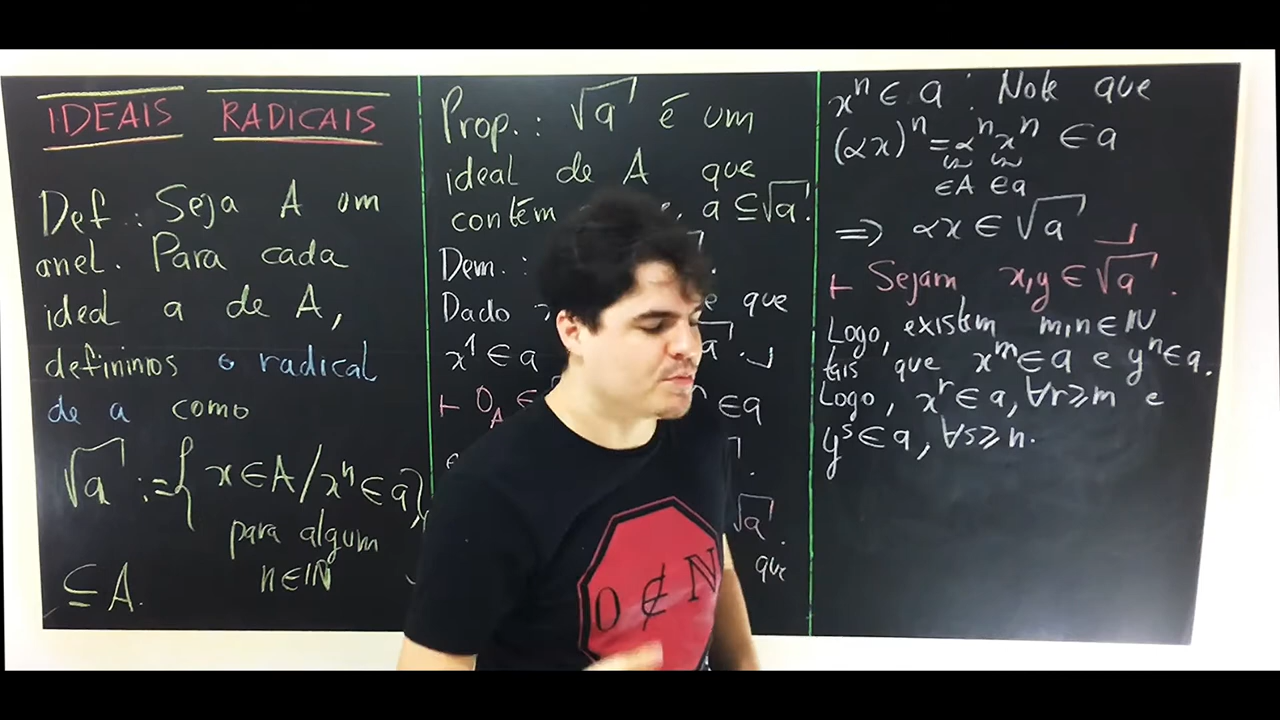 IDEAIS RADICAIS
Def.: Seja A um
anel. Para cada
ideal a de A,
definimos o radical
de a como
√a := { x ∈ A / xⁿ ∈ a },
para algum
n ∈ ℕ
⊆ A.
Prop.: √a é um
ideal de A que
contém a ⊆ √a.
Dem.:
Dado que
x¹ ∈ a
⊢ 0_A ∈ ∈ a
√a.
que
xⁿ ∈ a. Note que
(αx)ⁿ = αⁿxⁿ ∈ a
∈A ∈a
⇒ αx ∈ √a ⌟
⊢ Sejam x,y ∈ √a.
Logo, existem m,n ∈ ℕ
tais que xᵐ ∈ a e yⁿ ∈ a.
Logo, xʳ ∈ a, ∀r ⩾ m e
yˢ ∈ a, ∀s ⩾ n.
0 ∉ ℕ